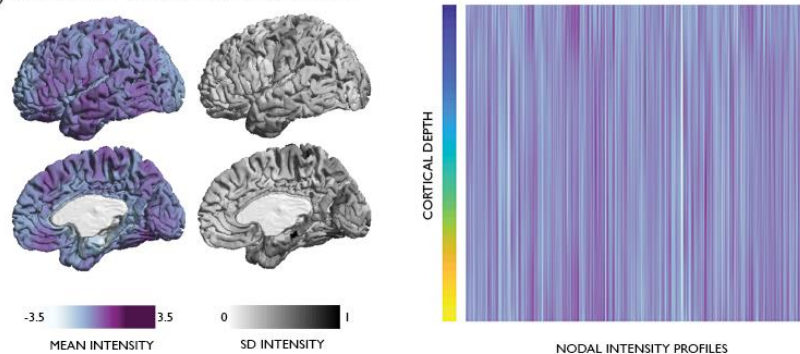 CORTICAL DEPTH
-3.5 3.5
MEAN INTENSITY
0 1
SD INTENSITY
NODAL INTENSITY PROFILES